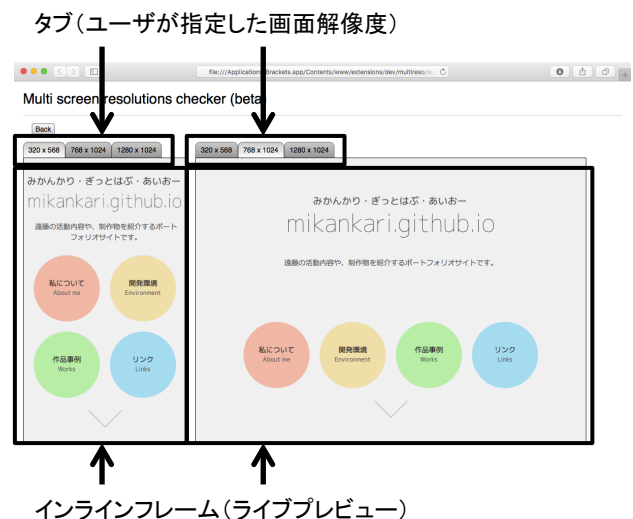 タブ(ユーザが指定した画面解像度)
file:///Applications/Brackets.app/Contents/www/extensions/dev/multireso/
Multi screen resolutions checker (beta)
Back
320 x 568 768 x 1024 1280 x 1024
320 x 568 768 x 1024 1280 x 1024
みかんかり・ぎっとはぶ・あいおー
mikankari.github.io
遠藤の活動内容や、制作物を紹介するポート
フォリオサイトです。
私について
About me
開発環境
Environment
作品事例
Works
リンク
Links
みかんかり・ぎっとはぶ・あいおー
mikankari.github.io
遠藤の活動内容や、制作物を紹介するポートフォリオサイトです。
私について
About me
開発環境
Environment
作品事例
Works
リンク
Links
インラインフレーム(ライブプレビュー)